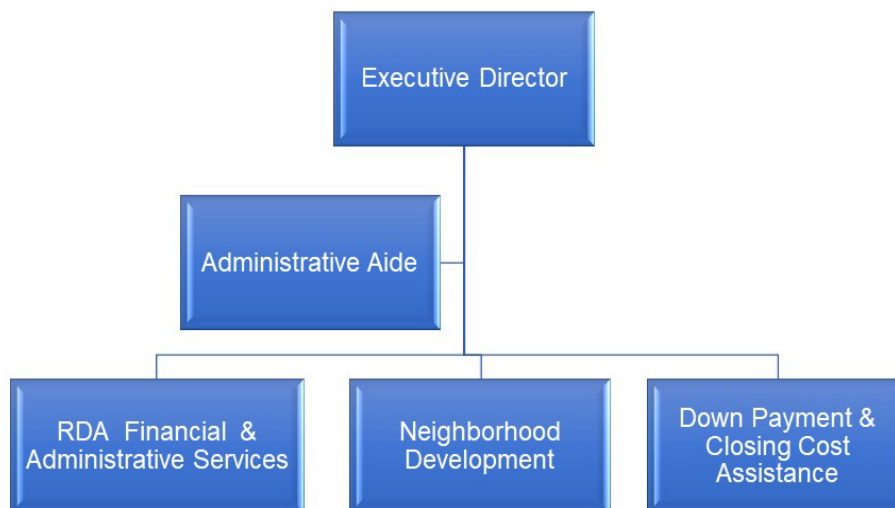 Executive Director
Administrative Aide
RDA Financial &
Administrative Services
Neighborhood
Development
Down Payment &
Closing Cost
Assistance